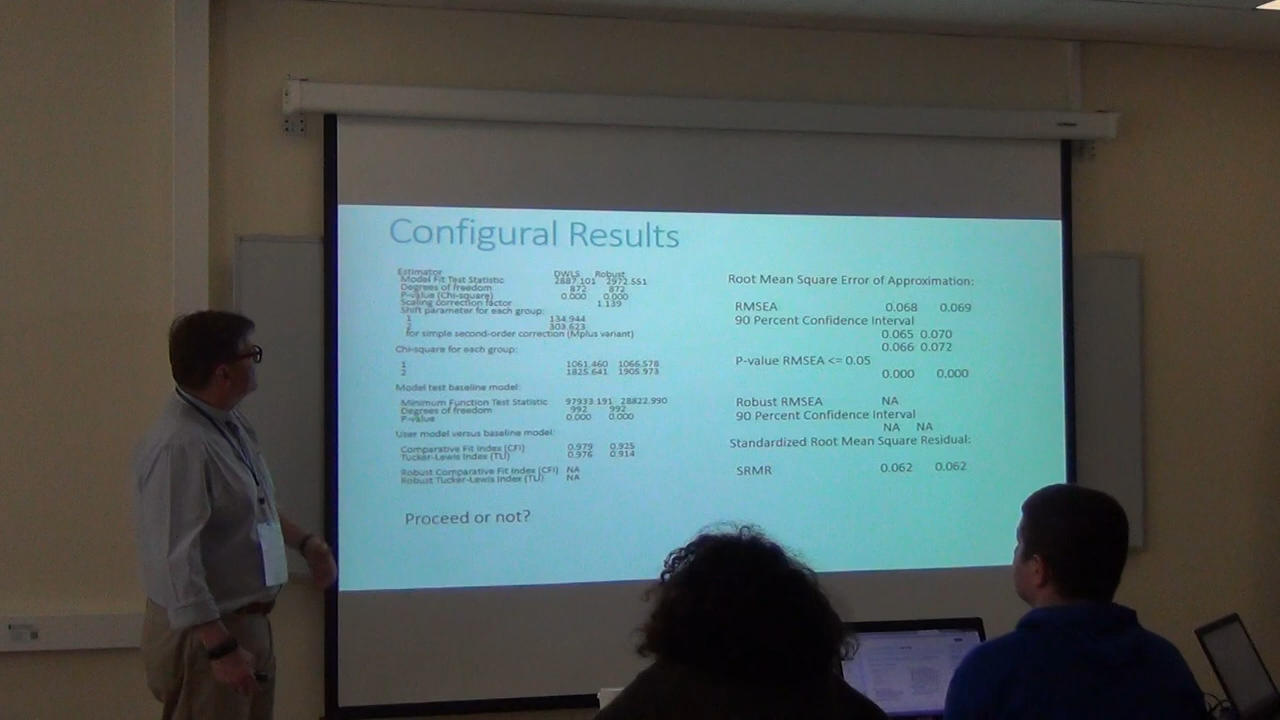 Configural Results
Estimator DWLS Robust
Model Fit Test Statistic 2887.101 2972.551
Degrees of freedom 872 872
P-value (Chi-square) 0.000 0.000
Scaling correction factor 1.139
Shift parameter for each group:
1 134.944
2 303.623
for simple second-order correction (Mplus variant)
Chi-square for each group:
1 1061.460 1066.578
2 1825.641 1905.973
Model test baseline model:
Minimum Function Test Statistic 97933.191 28822.990
Degrees of freedom 992 992
P-value 0.000 0.000
User model versus baseline model:
Comparative Fit Index (CFI) 0.979 0.925
Tucker-Lewis Index (TLI) 0.976 0.914
Robust Comparative Fit Index (CFI) NA
Robust Tucker-Lewis Index (TLI) NA
Proceed or not?
Root Mean Square Error of Approximation:
RMSEA 0.068 0.069
90 Percent Confidence Interval
0.065 0.070
0.066 0.072
P-value RMSEA <= 0.05
0.000 0.000
Robust RMSEA NA
90 Percent Confidence Interval
NA NA
Standardized Root Mean Square Residual:
SRMR 0.062 0.062